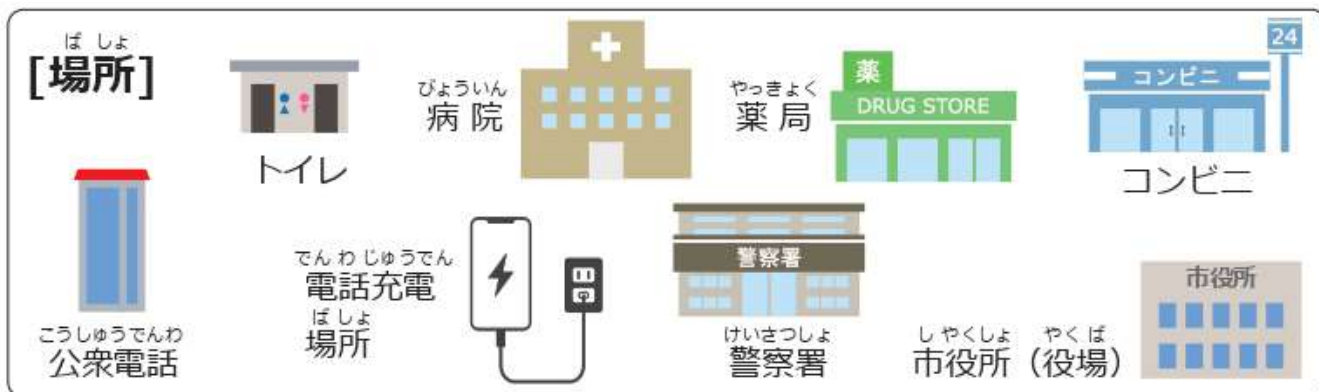 ばしょ
[場所]
トイレ
びょういん
病院
やっきょく
薬局
薬
DRUG STORE
24
コンビニ
コンビニ
こうしゅうでんわ
公衆電話
でんわじゅうでん
電話充電
ばしょ
場所
警察署
けいさつしょ
警察署
しやくしょ やくば
市役所（役場）
市役所